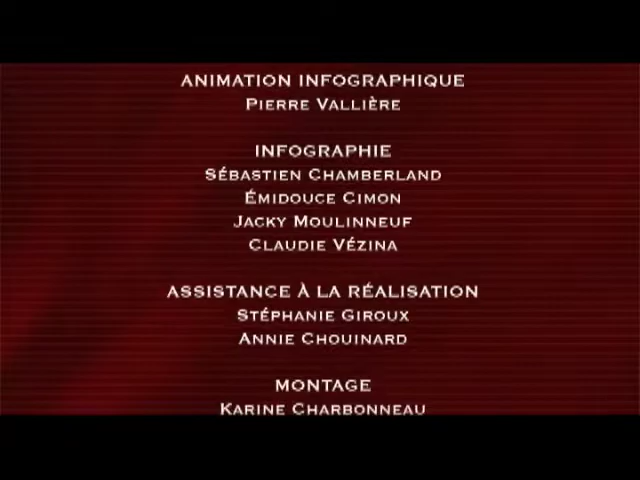 ANIMATION INFOGRAPHIQUE
PIERRE VALLIÈRE
INFOGRAPHIE
SÉBASTIEN CHAMBERLAND
ÉMIDOUCE CIMON
JACKY MOULINNEUF
CLAUDIE VÉZINA
ASSISTANCE À LA RÉALISATION
STÉPHANIE GIROUX
ANNIE CHOUINARD
MONTAGE
KARINE CHARBONNEAU